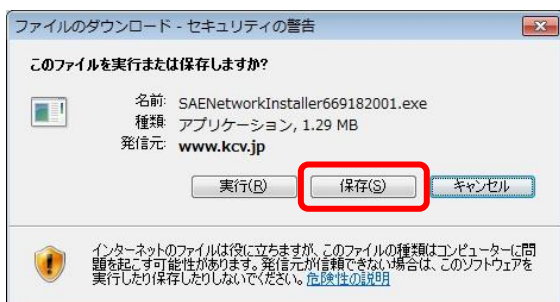 ファイルのダウンロード - セキュリティの警告
このファイルを実行または保存しますか?
名前: SAENetworkInstaller669182001.exe
種類: アプリケーション, 1.29 MB
発信元: www.kcv.jp
実行(R) 保存(S) キャンセル
インターネットのファイルは役に立ちますが、このファイルの種類はコンピューターに問
題を起こす可能性があります。発信元が信頼できない場合は、このソフトウェアを
実行したり保存したりしないでください。危険性の説明